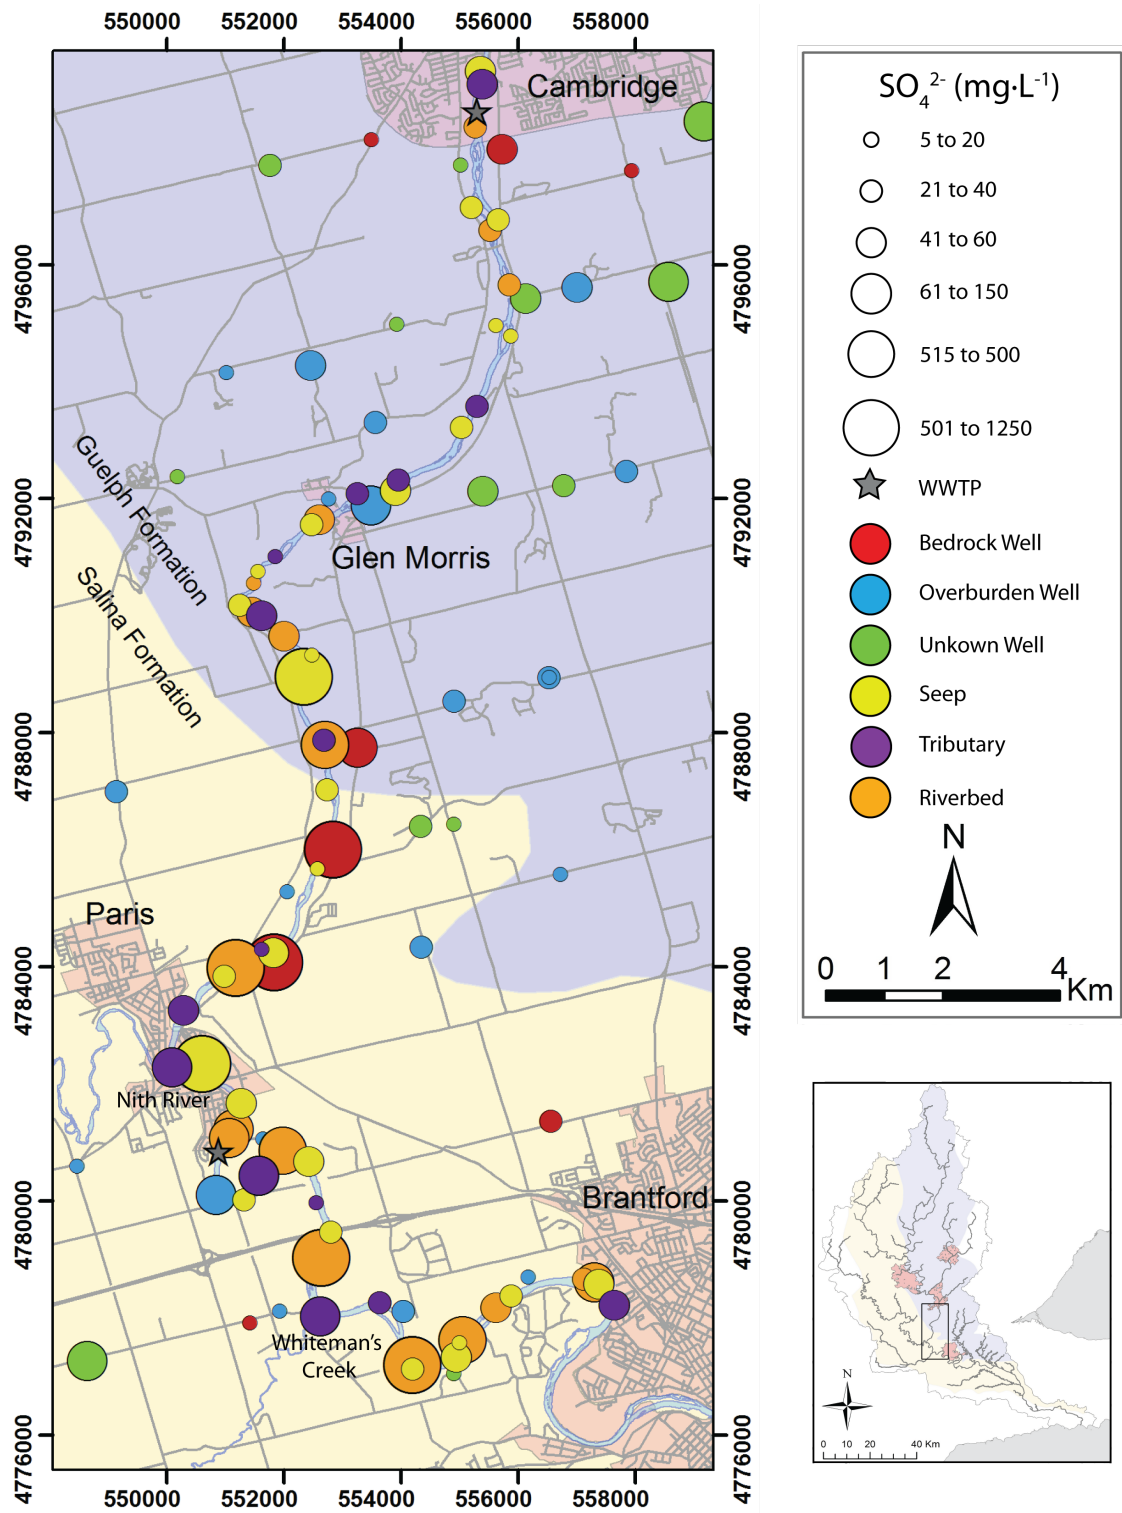 550000 552000 554000 556000 558000
Cambridge
4796000
4796000
Guelph Formation
4792000
4792000
Glen Morris
Salina Formation
4788000
4788000
Paris
4784000
4784000
Nith River
Brantford
4780000
4780000
Whiteman's
Creek
4776000
4776000
550000 552000 554000 556000 558000
SO₄²⁻ (mg·L⁻¹)
5 to 20
21 to 40
41 to 60
61 to 150
515 to 500
501 to 1250
WWTP
Bedrock Well
Overburden Well
Unkown Well
Seep
Tributary
Riverbed
N
0 1 2 4 Km
N
0 10 20 40 Km